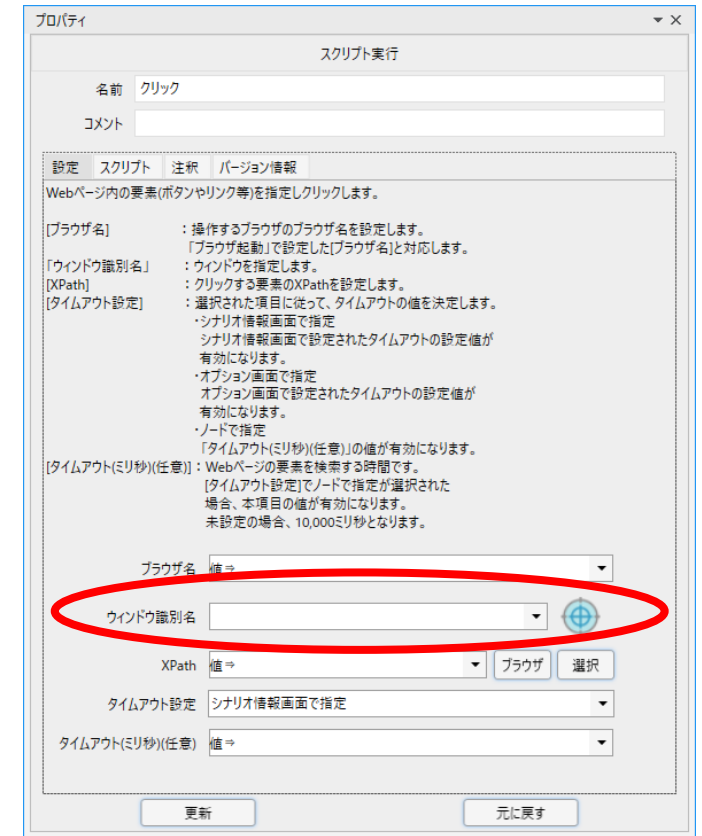 プロパティ
スクリプト実行
名前 クリック
コメント
設定 スクリプト 注釈 バージョン情報
Webページ内の要素(ボタンやリンク等)を指定しクリックします。
[ブラウザ名] ：操作するブラウザのブラウザ名を設定します。
「ブラウザ起動」で設定した[ブラウザ名]と対応します。
「ウィンドウ識別名」 ：ウィンドウを指定します。
[XPath] ：クリックする要素のXPathを設定します。
[タイムアウト設定] ：選択された項目に従って、タイムアウトの値を決定します。
・シナリオ情報画面で指定
シナリオ情報画面で設定されたタイムアウトの設定値が
有効になります。
・オプション画面で指定
オプション画面で設定されたタイムアウトの設定値が
有効になります。
・ノードで指定
「タイムアウト(ミリ秒)(任意)」の値が有効になります。
[タイムアウト(ミリ秒)(任意)]：Webページの要素を検索する時間です。
[タイムアウト設定]でノードで指定が選択された
場合、本項目の値が有効になります。
未設定の場合、10,000ミリ秒となります。
ブラウザ名 値⇒
ウィンドウ識別名
XPath 値⇒ ブラウザ 選択
タイムアウト設定 シナリオ情報画面で指定
タイムアウト(ミリ秒)(任意) 値⇒
更新 元に戻す